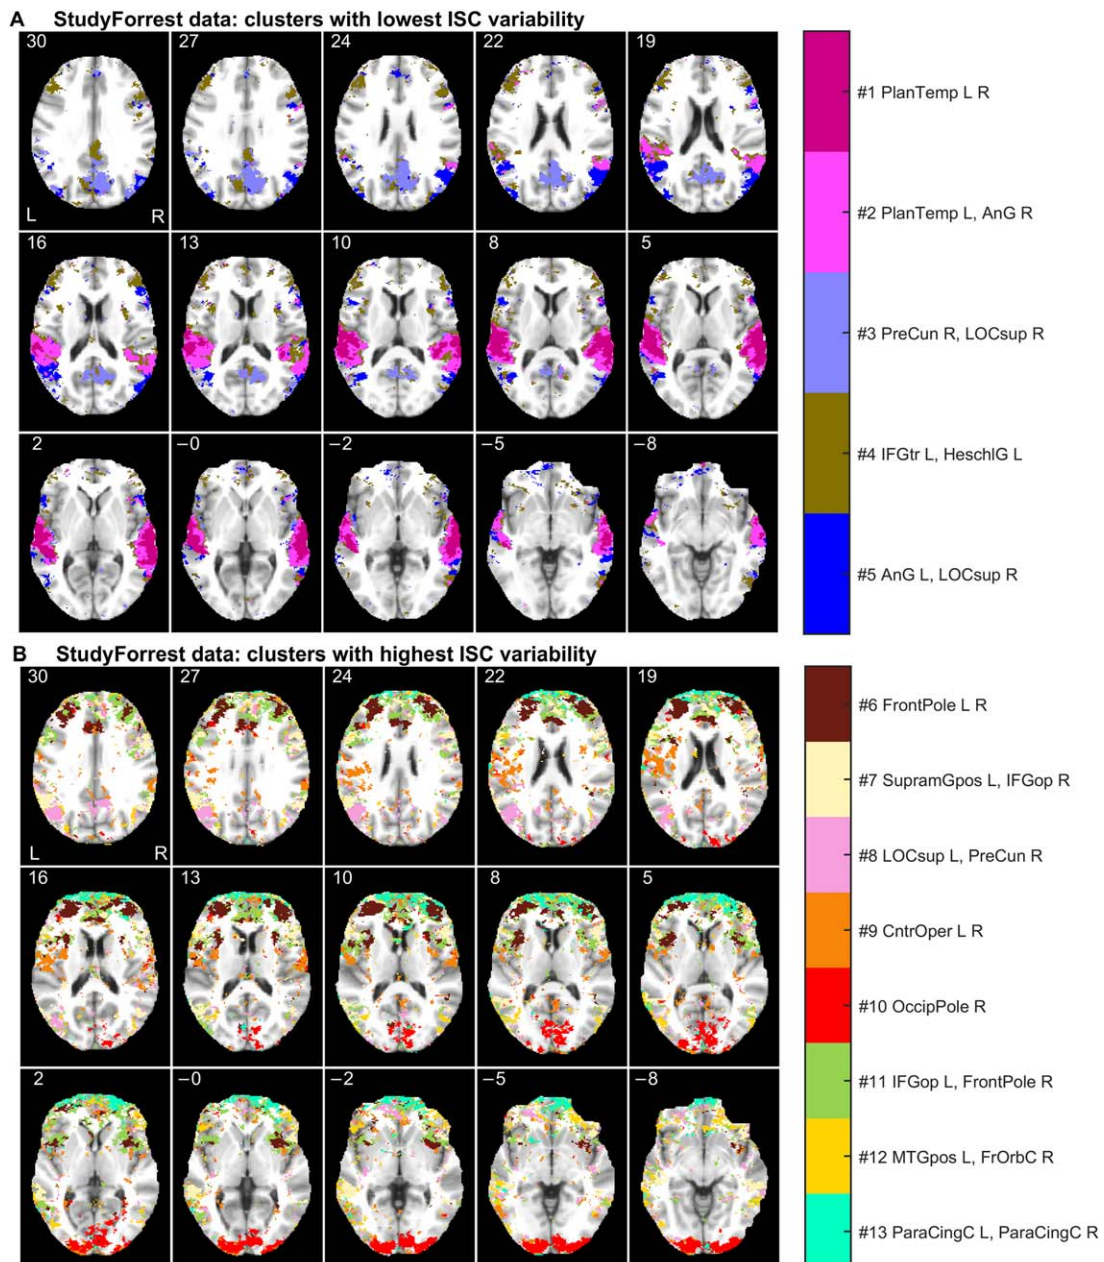 A StudyForrest data: clusters with lowest ISC variability
30 27 24 22 19
L R
16 13 10 8 5
2 −0 −2 −5 −8
#1 PlanTemp L R
#2 PlanTemp L, AnG R
#3 PreCun R, LOCsup R
#4 IFGtr L, HeschlG L
#5 AnG L, LOCsup R
B StudyForrest data: clusters with highest ISC variability
30 27 24 22 19
L R
16 13 10 8 5
2 −0 −2 −5 −8
#6 FrontPole L R
#7 SupramGpos L, IFGop R
#8 LOCsup L, PreCun R
#9 CntrOper L R
#10 OccipPole R
#11 IFGop L, FrontPole R
#12 MTGpos L, FrOrbC R
#13 ParaCingC L, ParaCingC R